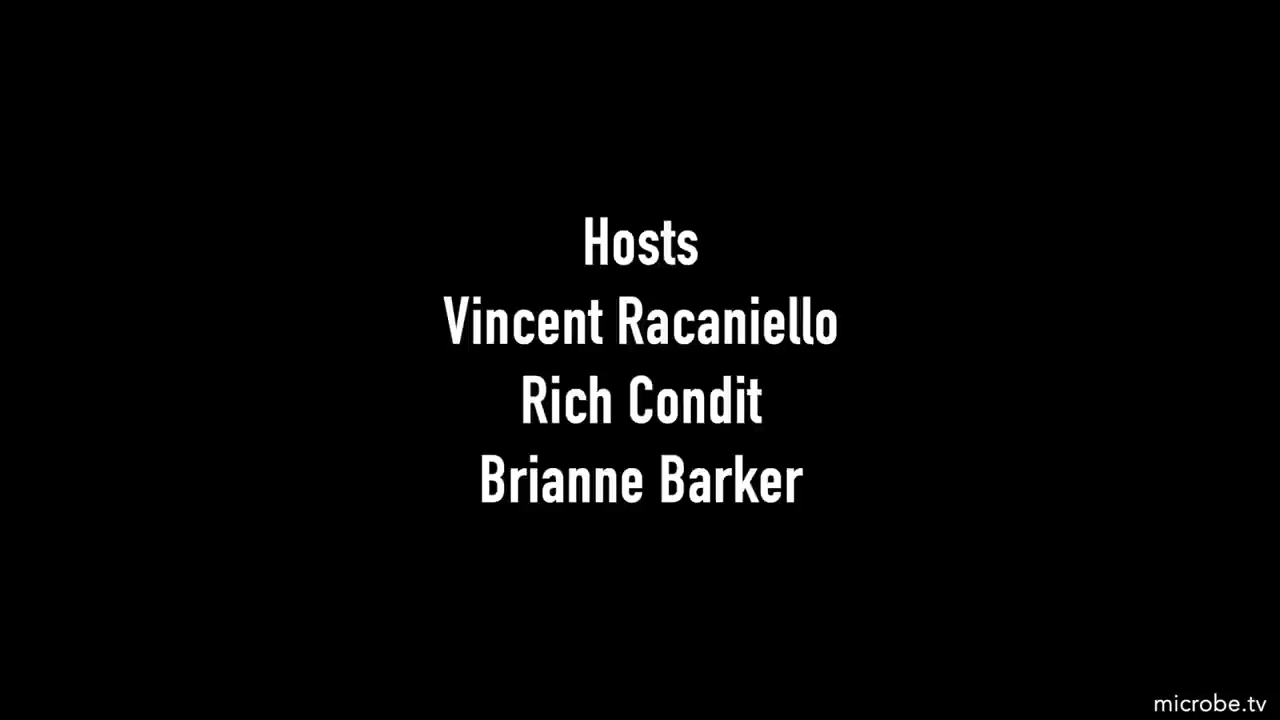 Hosts
Vincent Racaniello
Rich Condit
Brianne Barker
microbe.tv